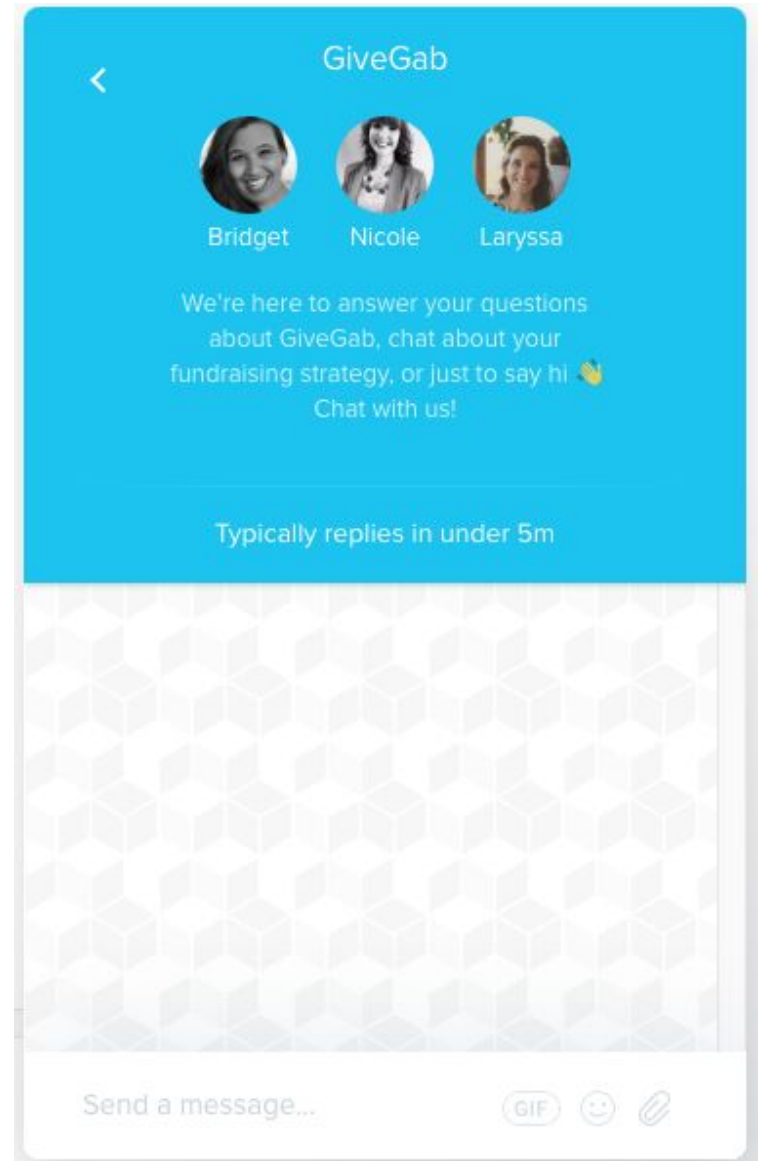 GiveGab
Bridget Nicole Laryssa
We're here to answer your questions
about GiveGab, chat about your
fundraising strategy, or just to say hi 👋
Chat with us!
Typically replies in under 5m
Send a message... GIF